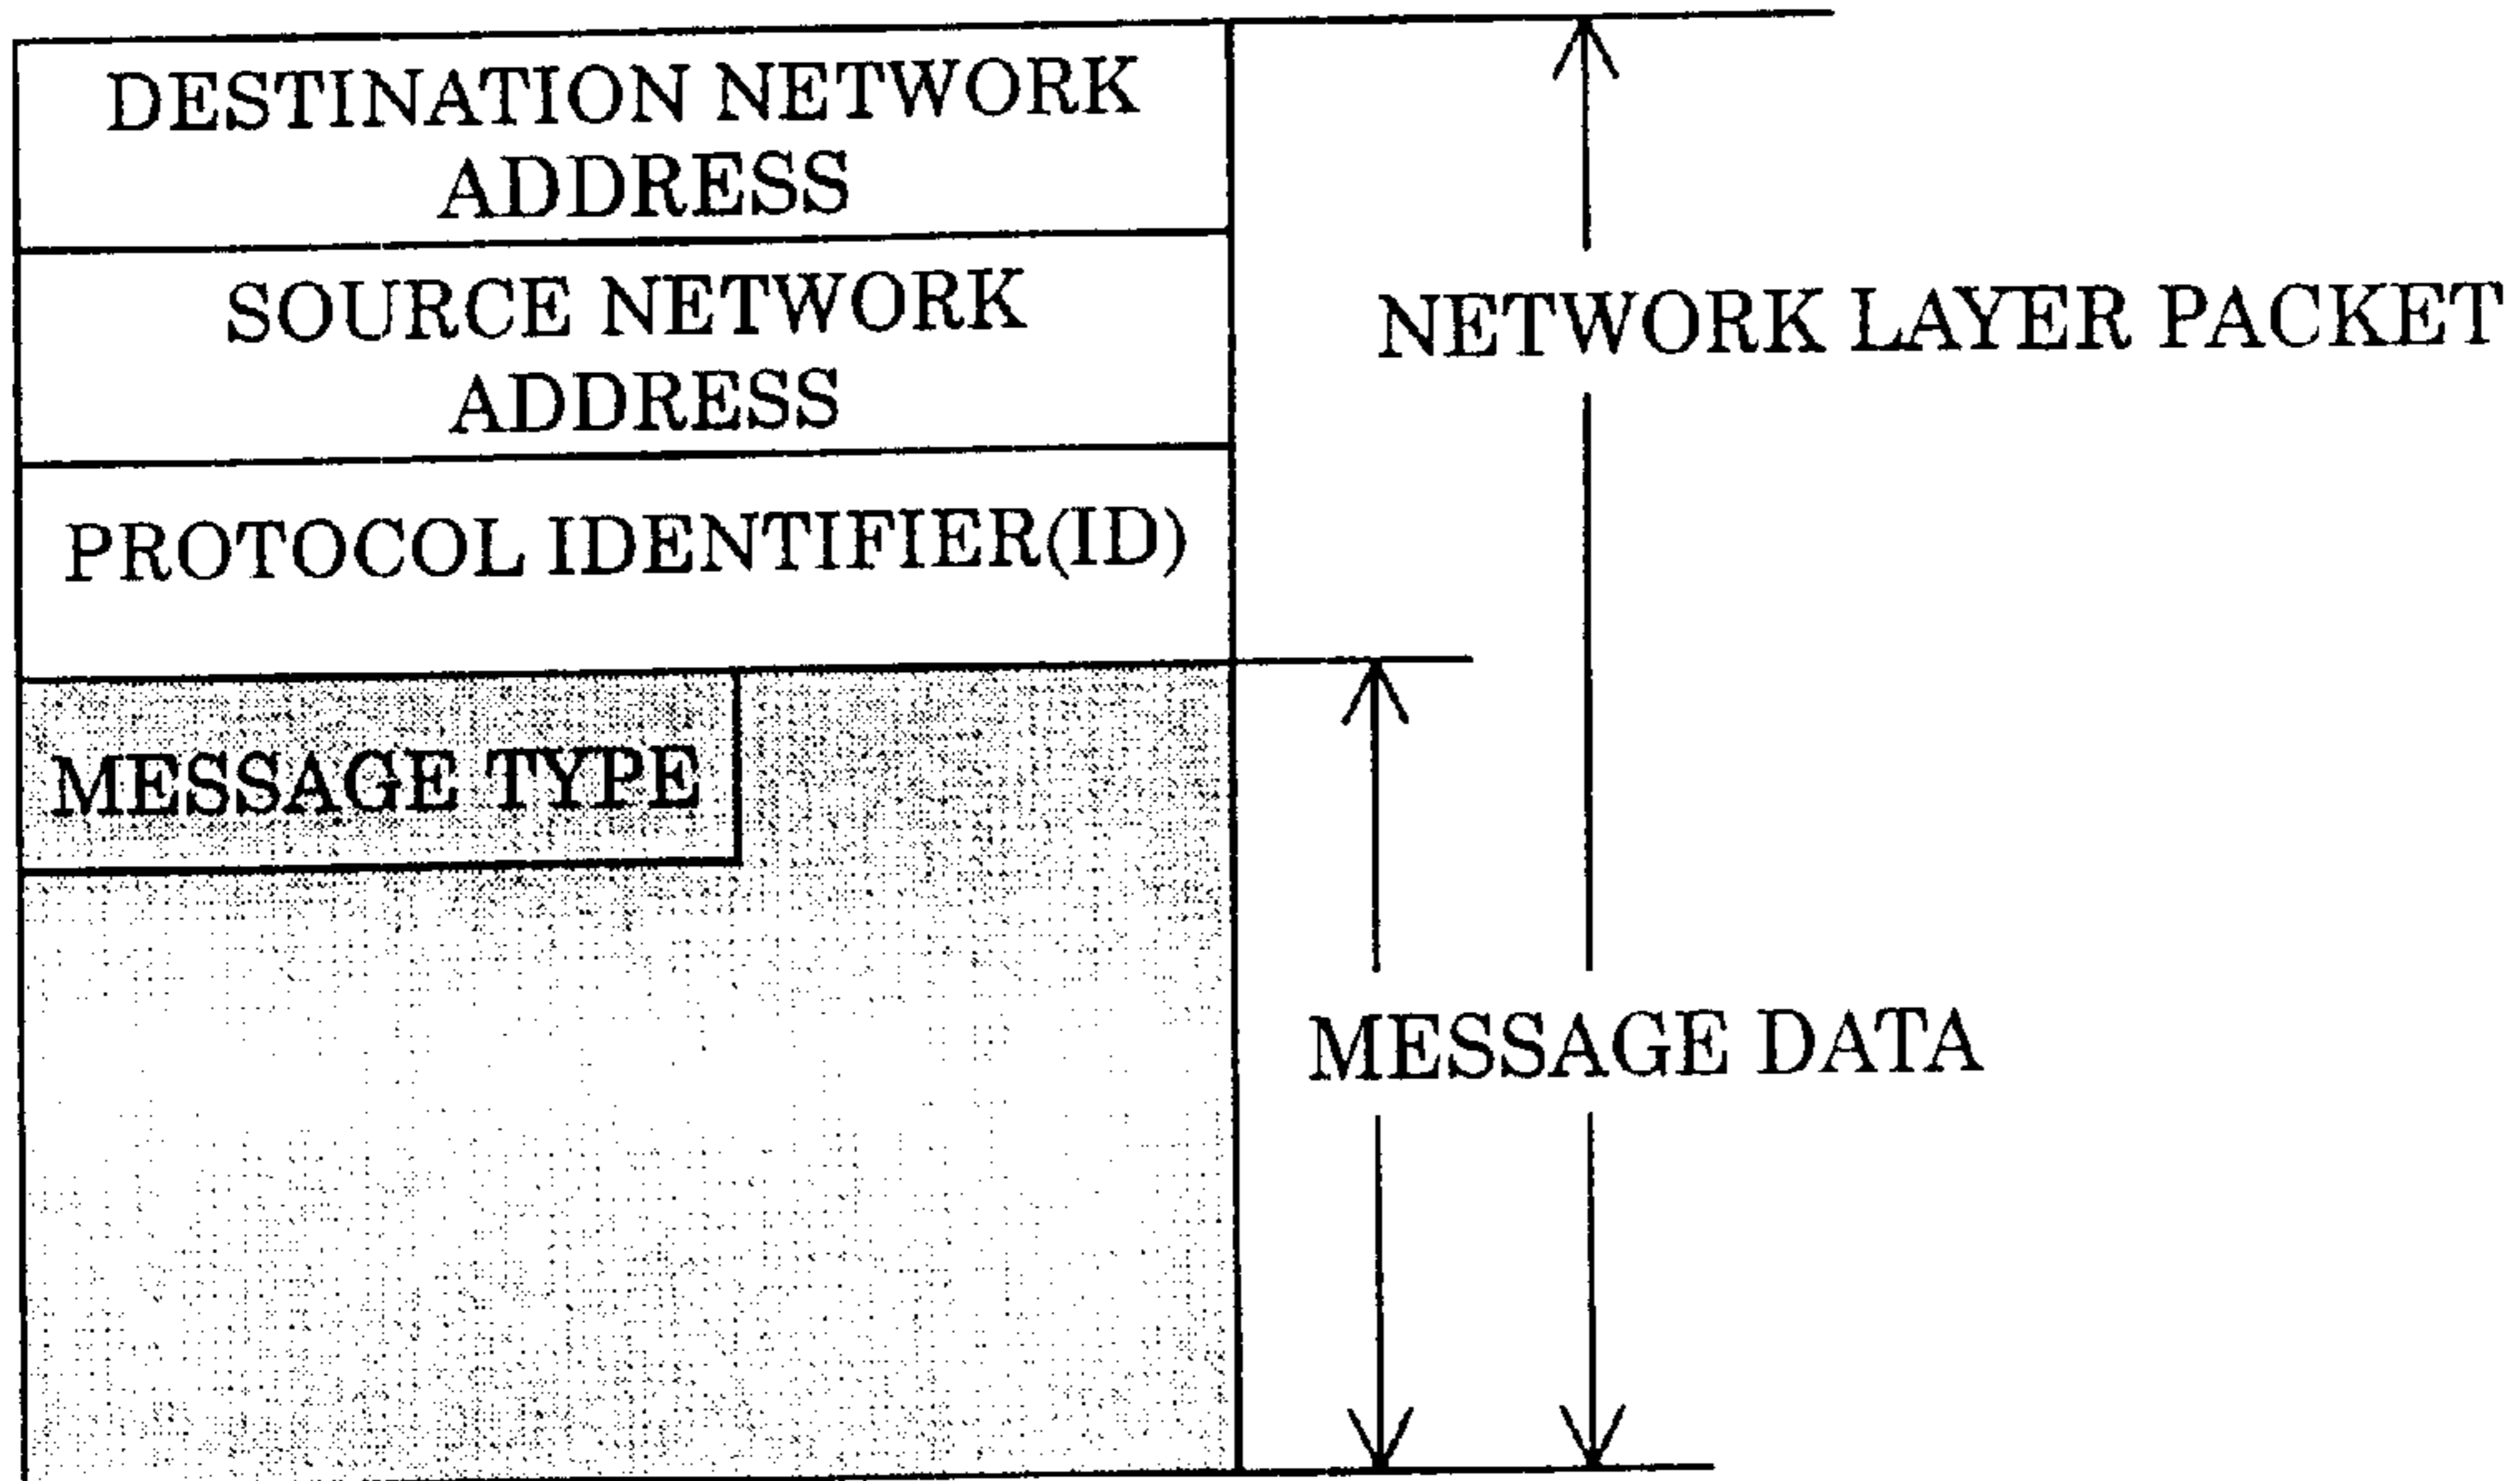 DESTINATION NETWORK
ADDRESS
SOURCE NETWORK
ADDRESS
NETWORK LAYER PACKET
PROTOCOL IDENTIFIER(ID)
MESSAGE TYPE
MESSAGE DATA